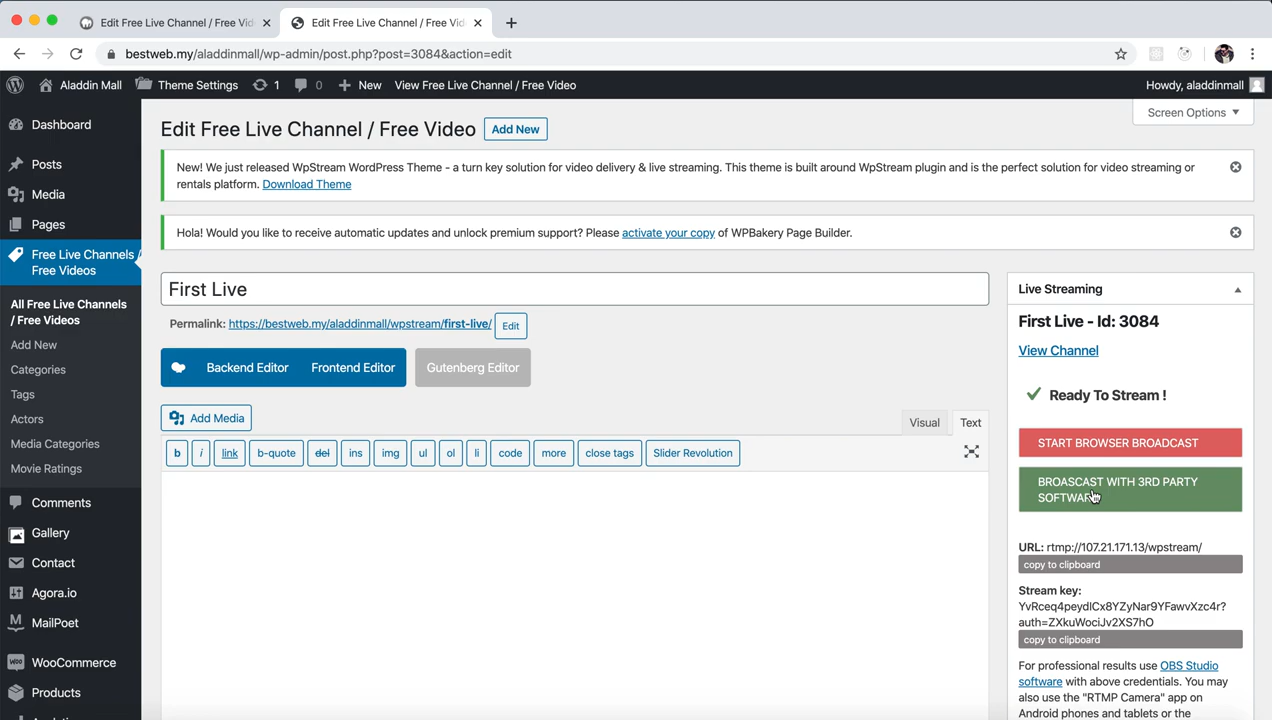 Edit Free Live Channel / Free Vid
Edit Free Live Channel / Free Vid
bestweb.my/aladdinmall/wp-admin/post.php?post=3084&action=edit
Aladdin Mall
Theme Settings
1
0
New
View Free Live Channel / Free Video
Howdy, aladdinmall
Screen Options
Dashboard
Posts
Media
Pages
Free Live Channels /
Free Videos
All Free Live Channels
/ Free Videos
Add New
Categories
Tags
Actors
Media Categories
Movie Ratings
Comments
Gallery
Contact
Agora.io
MailPoet
WooCommerce
Products
Edit Free Live Channel / Free Video
Add New
New! We just released WpStream WordPress Theme - a turn key solution for video delivery & live streaming. This theme is built around WpStream plugin and is the perfect solution for video streaming or
rentals platform. Download Theme
Hola! Would you like to receive automatic updates and unlock premium support? Please activate your copy of WPBakery Page Builder.
First Live
Permalink: https://bestweb.my/aladdinmall/wpstream/first-live/ Edit
Backend Editor
Frontend Editor
Gutenberg Editor
Add Media
Visual
Text
b
i
link
b-quote
del
ins
img
ul
ol
li
code
more
close tags
Slider Revolution
Live Streaming
First Live - Id: 3084
View Channel
Ready To Stream !
START BROWSER BROADCAST
BROASCAST WITH 3RD PARTY
SOFTWARE
URL: rtmp://107.21.171.13/wpstream/
copy to clipboard
Stream key:
YvRceq4peydICx8YZyNar9YFawvXzc4r?
auth=ZXkuWociJv2XS7hO
copy to clipboard
For professional results use OBS Studio
software with above credentials. You may
also use the "RTMP Camera" app on
Android phones and tablets or the